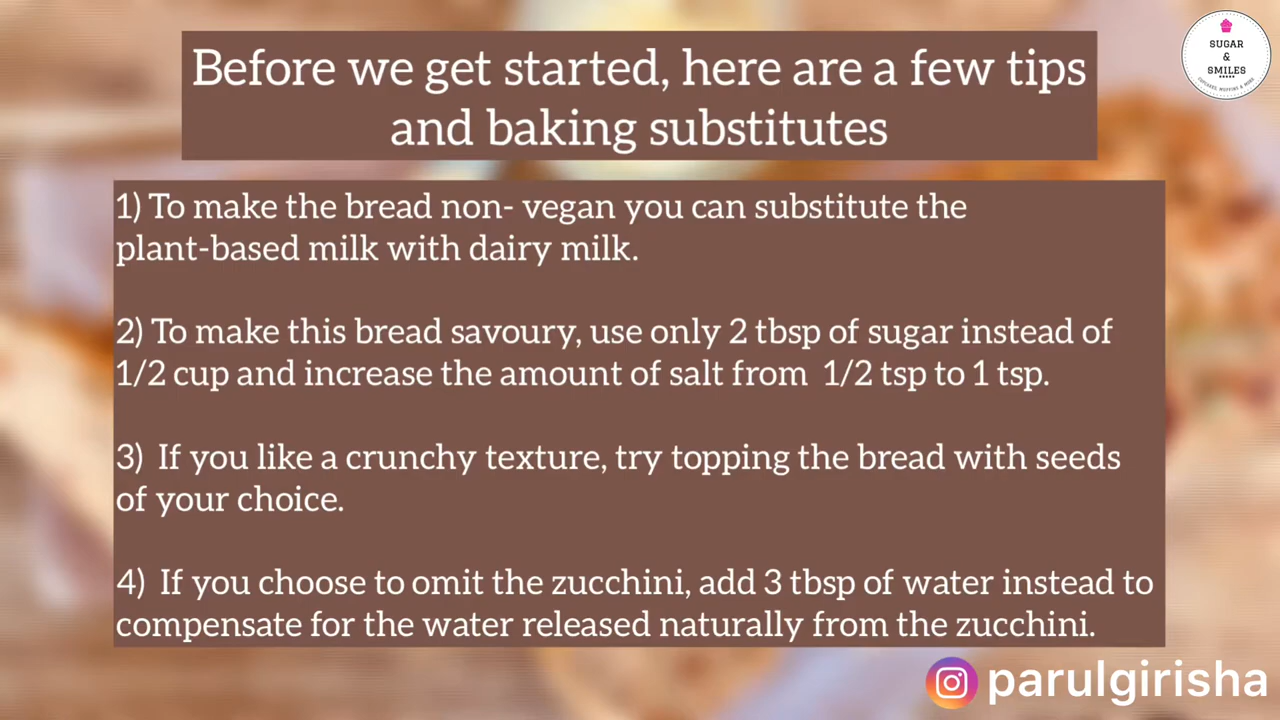 Before we get started, here are a few tips
and baking substitutes
SUGAR
&
SMILES
CUPCAKES, MUFFINS & MORE
1) To make the bread non- vegan you can substitute the
plant-based milk with dairy milk.
2) To make this bread savoury, use only 2 tbsp of sugar instead of
1/2 cup and increase the amount of salt from 1/2 tsp to 1 tsp.
3) If you like a crunchy texture, try topping the bread with seeds
of your choice.
4) If you choose to omit the zucchini, add 3 tbsp of water instead to
compensate for the water released naturally from the zucchini.
parulgirisha